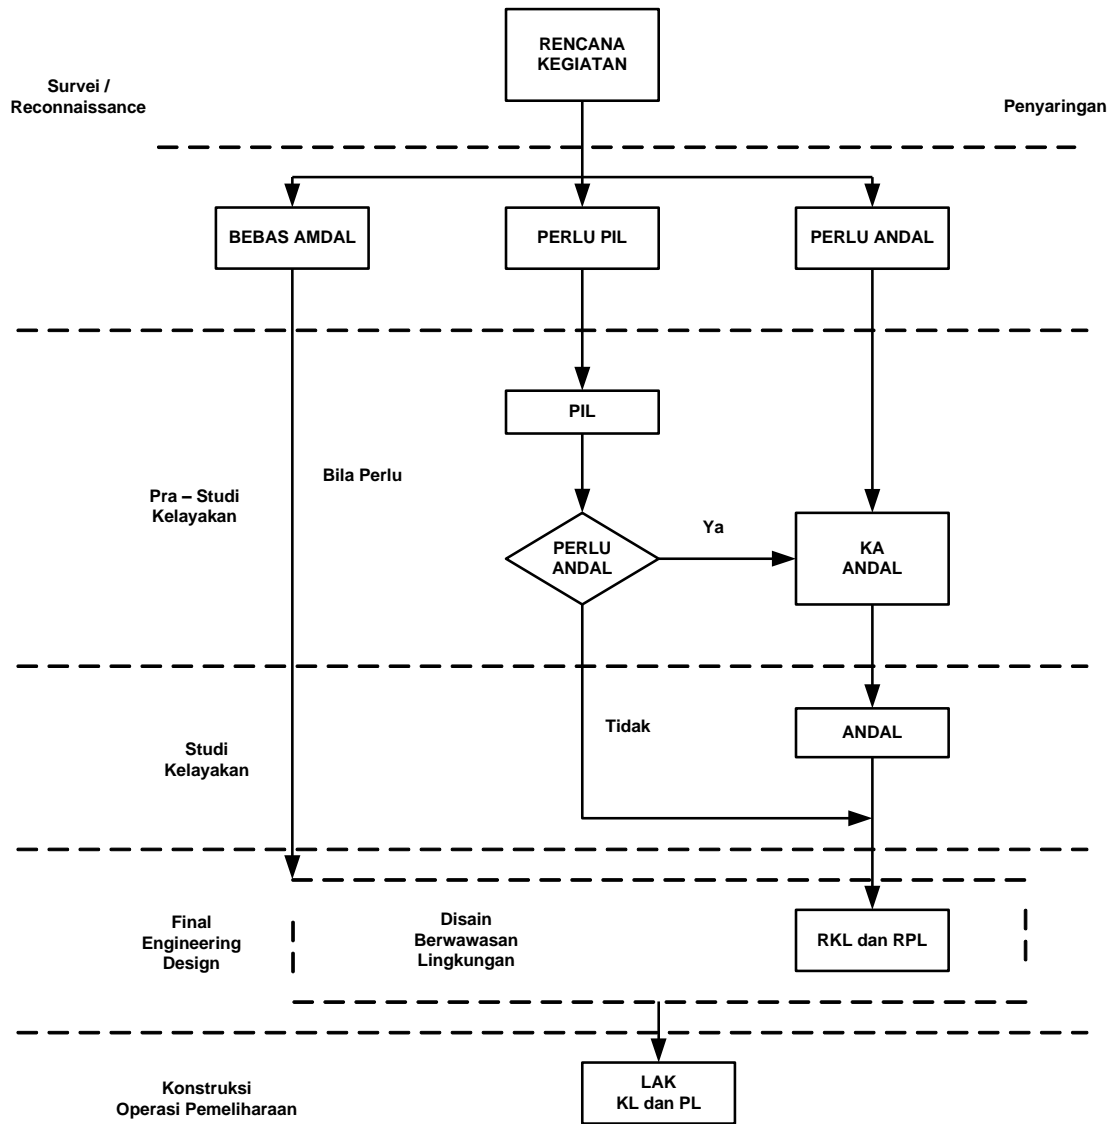 RENCANA
KEGIATAN
Survei /
Reconnaissance
Penyaringan
BEBAS AMDAL
PERLU PIL
PERLU ANDAL
PIL
Bila Perlu
Pra – Studi
Kelayakan
PERLU
ANDAL
Ya
KA
ANDAL
Tidak
ANDAL
Studi
Kelayakan
Final
Engineering
Design
Disain
Berwawasan
Lingkungan
RKL dan RPL
Konstruksi
Operasi Pemeliharaan
LAK
KL dan PL